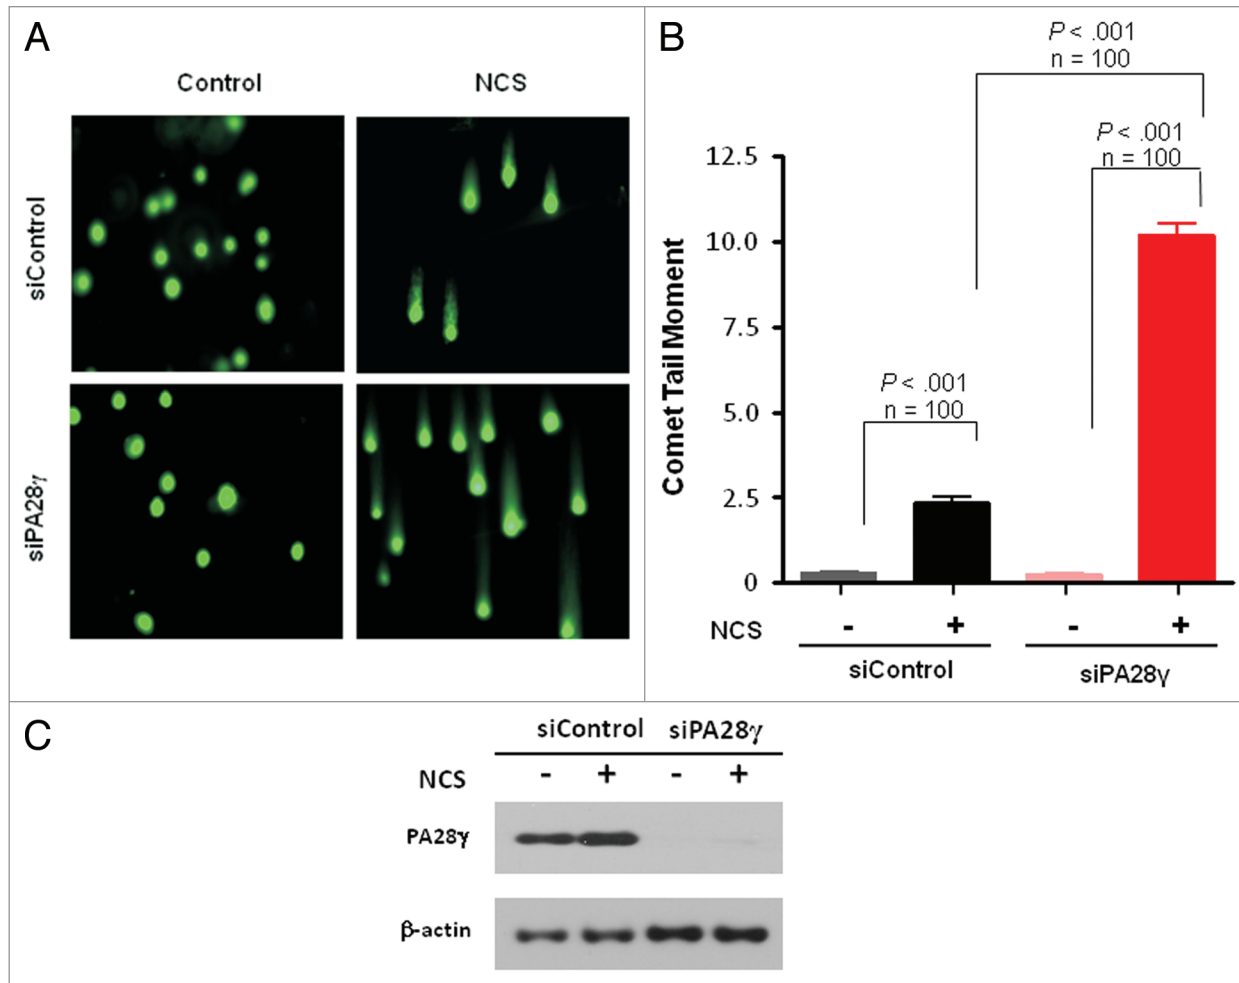 A
Control NCS
siControl
siPA28γ
B
P < .001
n = 100
P < .001
n = 100
P < .001
n = 100
Comet Tail Moment
12.5
10.0
7.5
5.0
2.5
0
NCS - + - +
siControl siPA28γ
C
siControl siPA28γ
NCS - + - +
PA28γ
β-actin